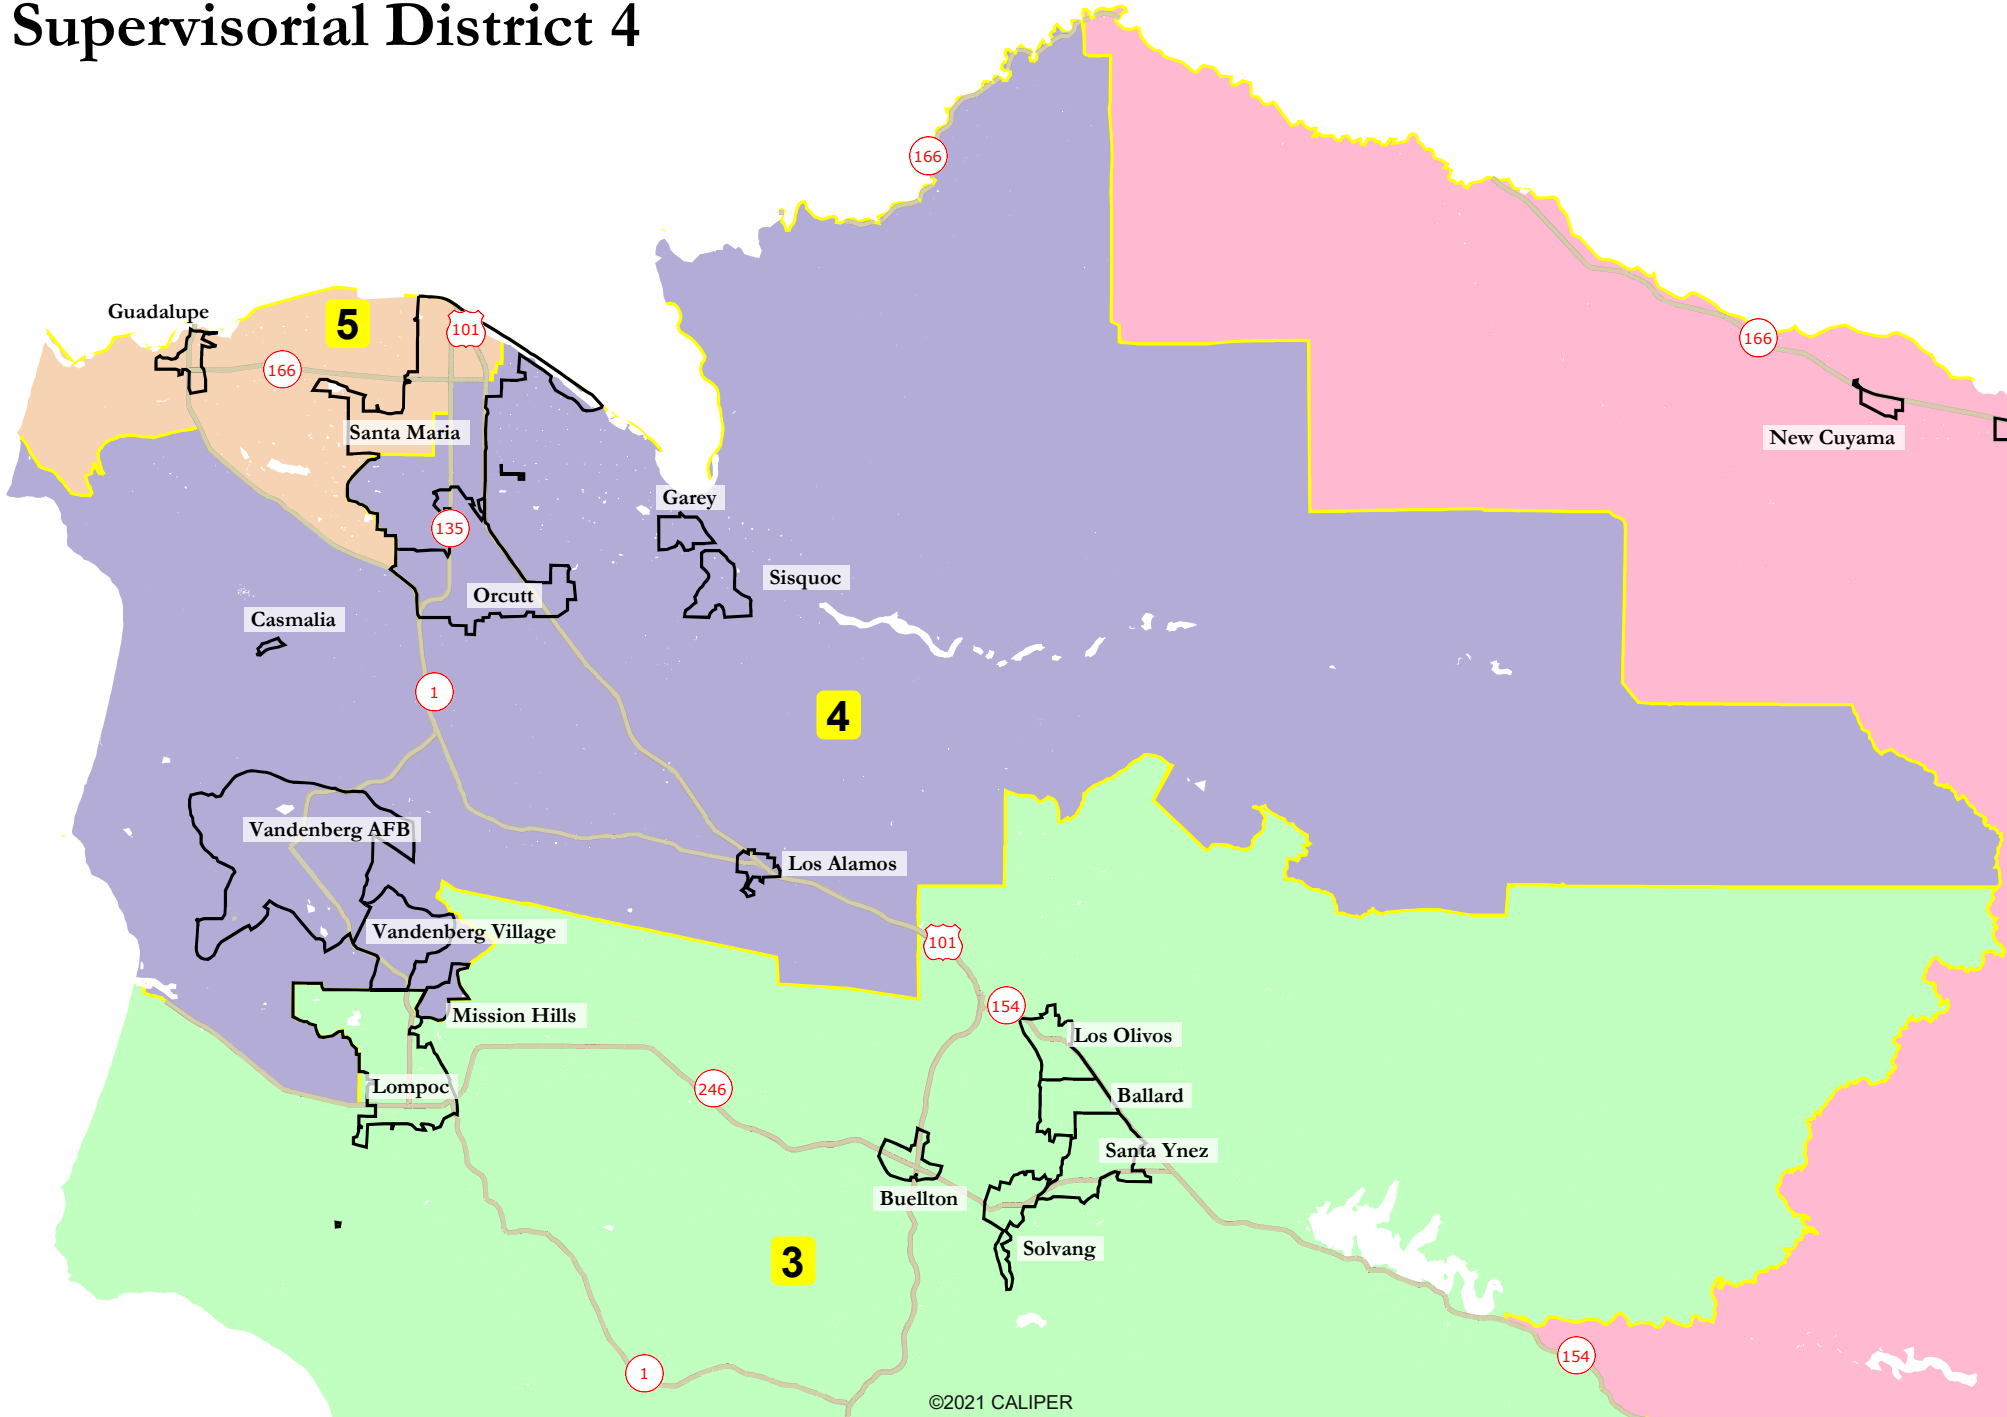 Supervisorial District 4
166
Guadalupe
5
101
166
166
Santa Maria
New Cuyama
Garey
135
Sisquoc
Orcutt
Casmalia
1
4
Vandenberg AFB
Los Alamos
Vandenberg Village
101
154
Mission Hills
Los Olivos
Lompoc
246
Ballard
Santa Ynez
Buellton
Solvang
3
154
1
©2021 CALIPER